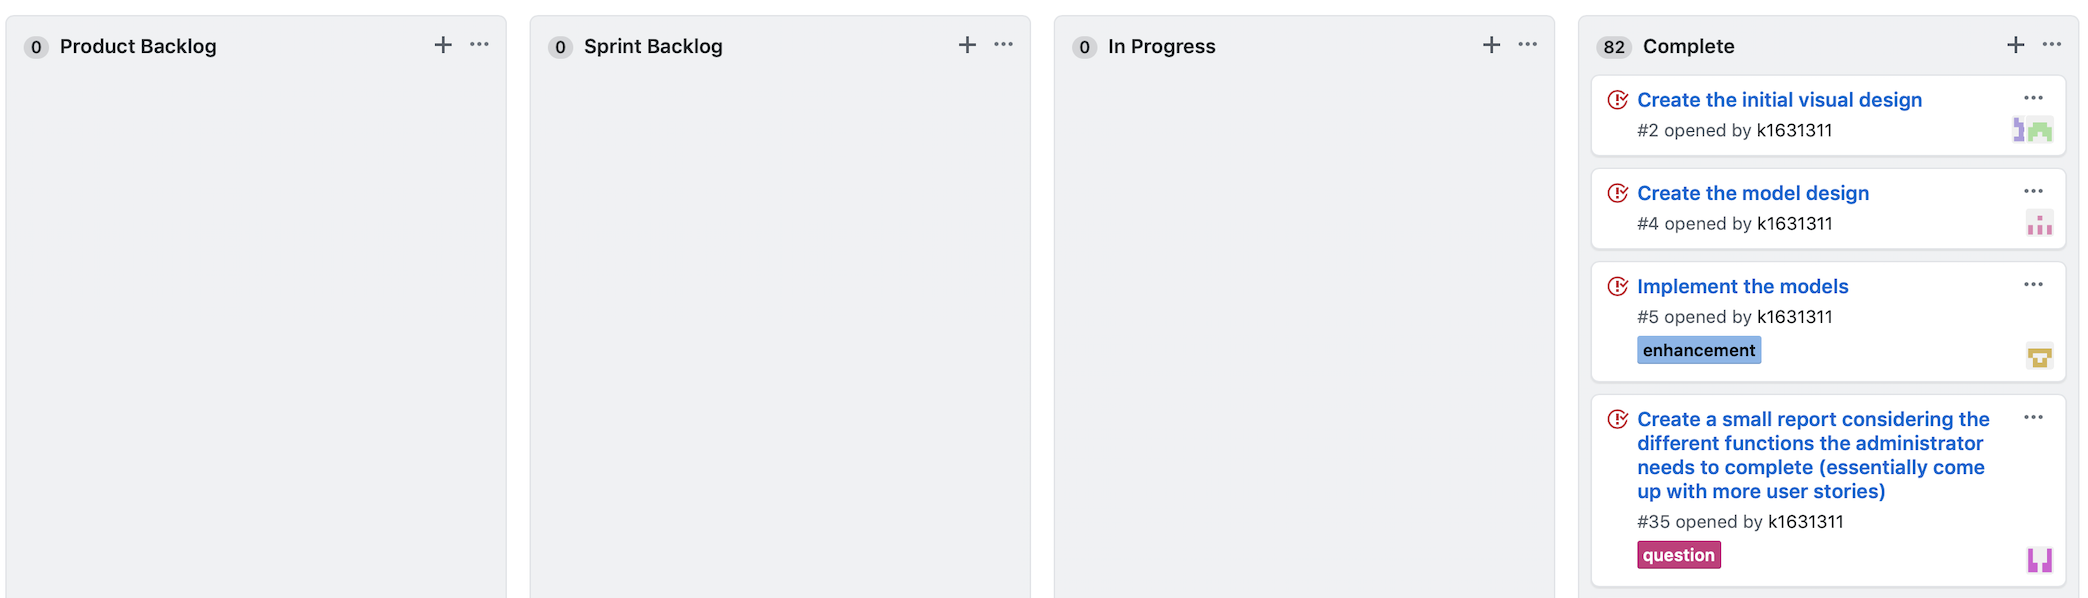 0 Product Backlog
0 Sprint Backlog
0 In Progress
82 Complete
Create the initial visual design
#2 opened by k1631311
Create the model design
#4 opened by k1631311
Implement the models
#5 opened by k1631311
enhancement
Create a small report considering the
different functions the administrator
needs to complete (essentially come
up with more user stories)
#35 opened by k1631311
question